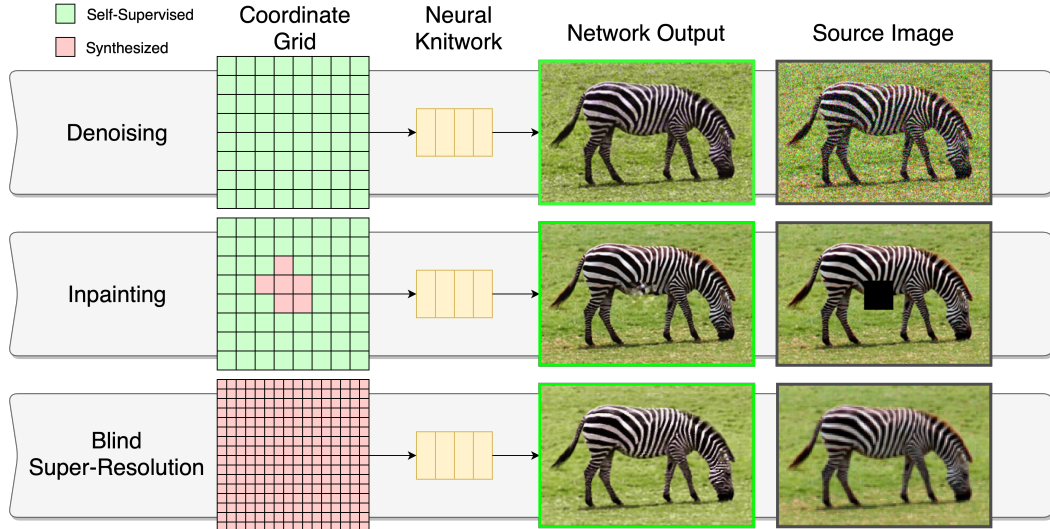 Self-Supervised
Synthesized
Coordinate
Grid
Neural
Knitwork
Network Output
Source Image
Denoising
Inpainting
Blind
Super-Resolution